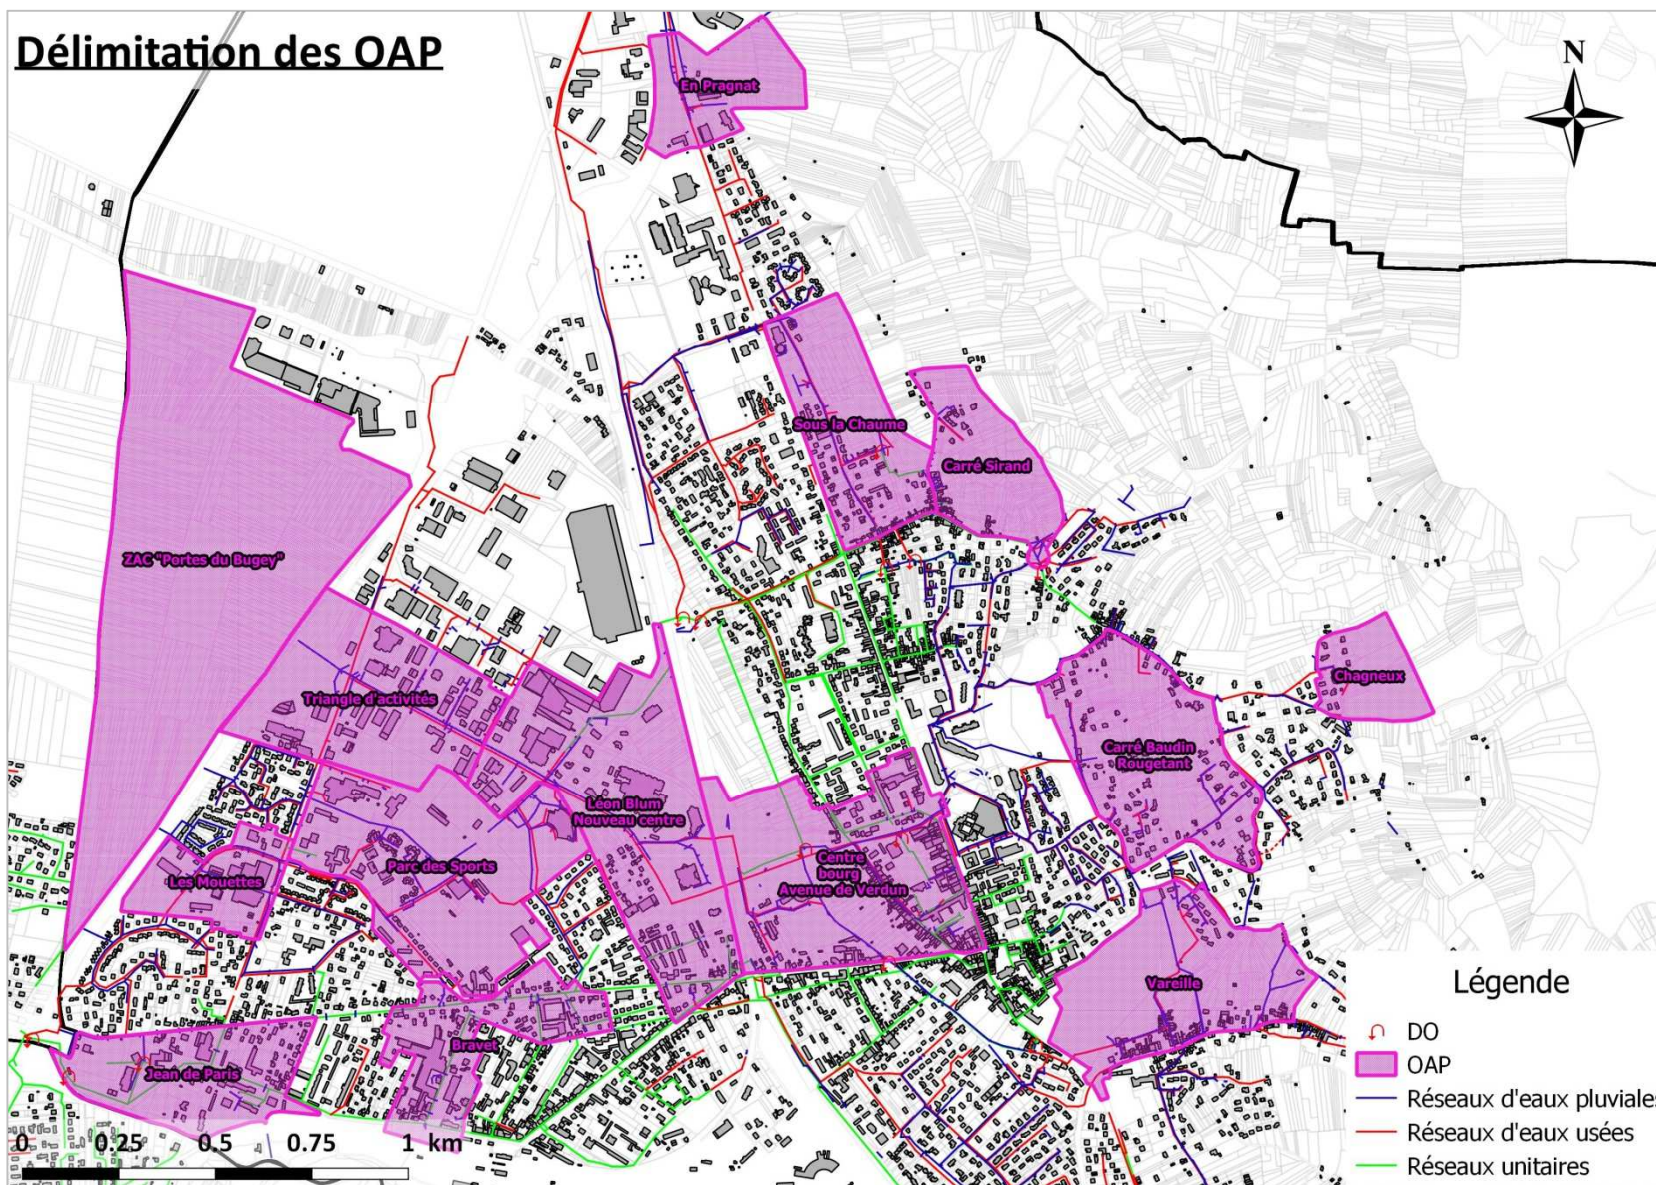 Délimitation des OAP
N
En Pragnat
Sous la Chaume
Carré Sirand
ZAC "Portes du Bugey"
Chagneux
Triangle d'activités
Carré Baudin
Rougetant
Léon Blum
Nouveau centre
Parc des Sports
Les Mouettes
Centre
bourg
Avenue de Verdun
Vareille
Bravet
Jean de Paris
Légende
DO
OAP
Réseaux d'eaux pluviales
Réseaux d'eaux usées
Réseaux unitaires
0 0.25 0.5 0.75 1 km